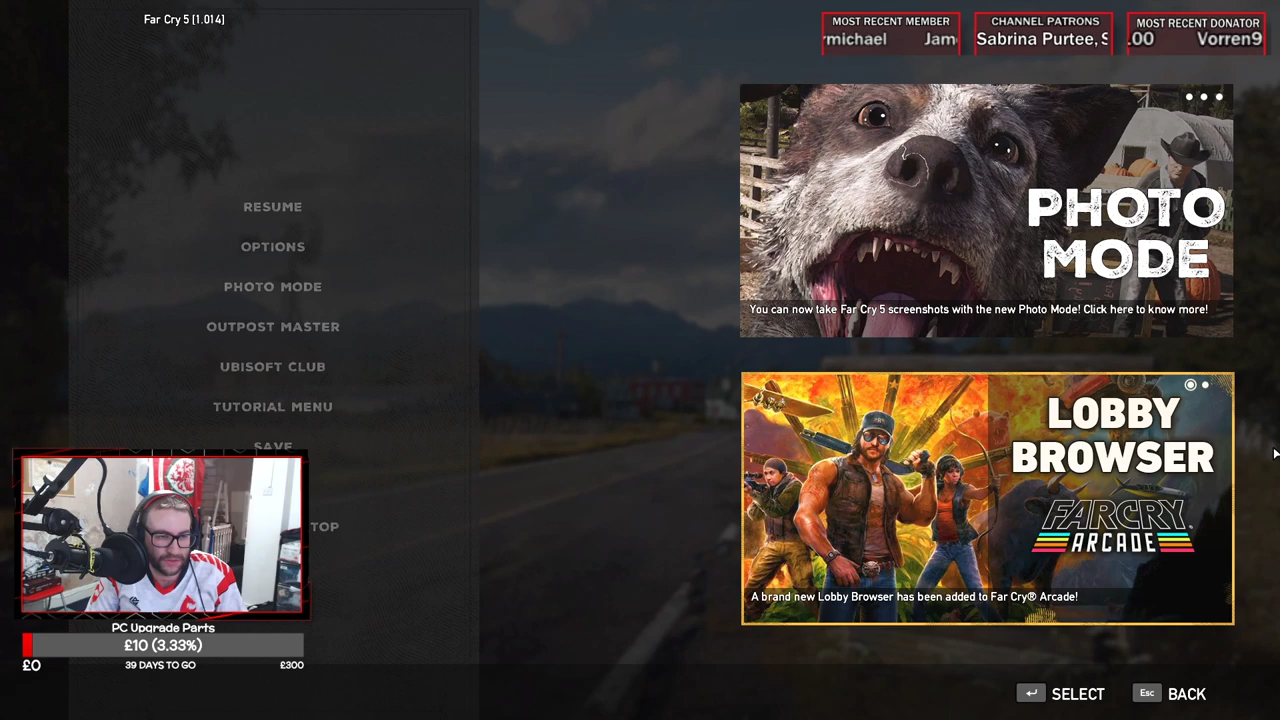 Far Cry 5 [1.014]
MOST RECENT MEMBER
CHANNEL PATRONS
Sabrina Purtee,
MOST RECENT DONATOR
.00 Vorren9
RESUME
OPTIONS
PHOTO MODE
OUTPOST MASTER
UBISOFT CLUB
TUTORIAL MENU
SAVE
TOP
PHOTO
MODE
You can now take Far Cry 5 screenshots with the new Photo Mode! Click here to know more!
LOBBY
BROWSER
FARCRY
ARCADE
A brand new Lobby Browser has been added to Far Cry® Arcade!
PC Upgrade Parts
£10 (3.33%)
£0 39 DAYS TO GO £300
SELECT
Esc BACK